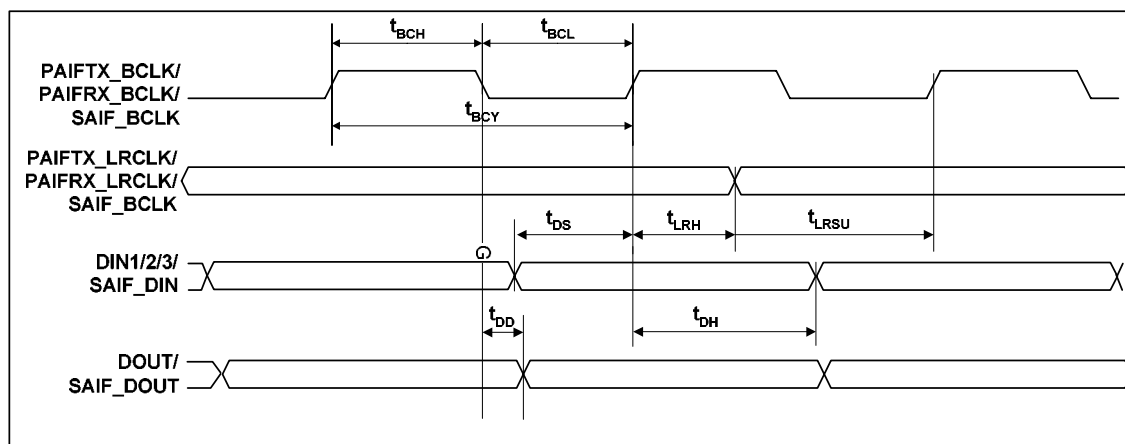 tBCH
tBCL
PAIFTX_BCLK/
PAIFRX_BCLK/
SAIF_BCLK
tBCY
PAIFTX_LRCLK/
PAIFRX_LRCLK/
SAIF_BCLK
tDS
tLRH
tLRSU
G
DIN1/2/3/
SAIF_DIN
tDD
tDH
DOUT/
SAIF_DOUT